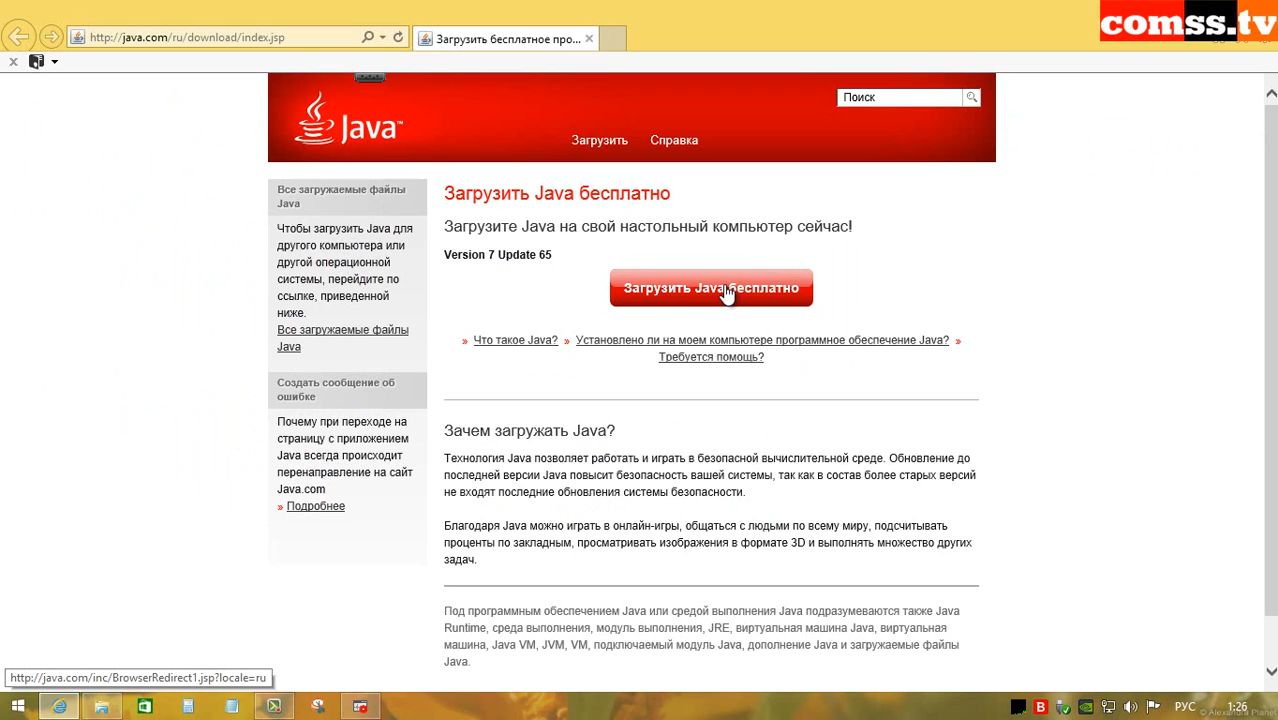 comss.tv
http://java.com/ru/download/index.jsp
Загрузить бесплатное про...
Java™
Поиск
Загрузить Справка
Все загружаемые файлы
Java
Чтобы загрузить Java для
другого компьютера или
другой операционной
системы, перейдите по
ссылке, приведенной
ниже.
Все загружаемые файлы
Java
Создать сообщение об
ошибке
Почему при переходе на
страницу с приложением
Java всегда происходит
перенаправление на сайт
Java.com
» Подробнее
Загрузить Java бесплатно
Загрузите Java на свой настольный компьютер сейчас!
Version 7 Update 65
Загрузить Java бесплатно
» Что такое Java? » Установлено ли на моем компьютере программное обеспечение Java? »
Требуется помощь?
Зачем загружать Java?
Технология Java позволяет работать и играть в безопасной вычислительной среде. Обновление до
последней версии Java повысит безопасность вашей системы, так как в состав более старых версий
не входят последние обновления системы безопасности.
Благодаря Java можно играть в онлайн-игры, общаться с людьми по всему миру, подсчитывать
проценты по закладным, просматривать изображения в формате 3D и выполнять множество других
задач.
Под программным обеспечением Java или средой выполнения Java подразумеваются также Java
Runtime, среда выполнения, модуль выполнения, JRE, виртуальная машина Java, виртуальная
машина, Java VM, JVM, VM, подключаемый модуль Java, дополнение Java и загружаемые файлы
Java.
http://java.com/inc/BrowserRedirect1.jsp?locale=ru
РУС
1:26